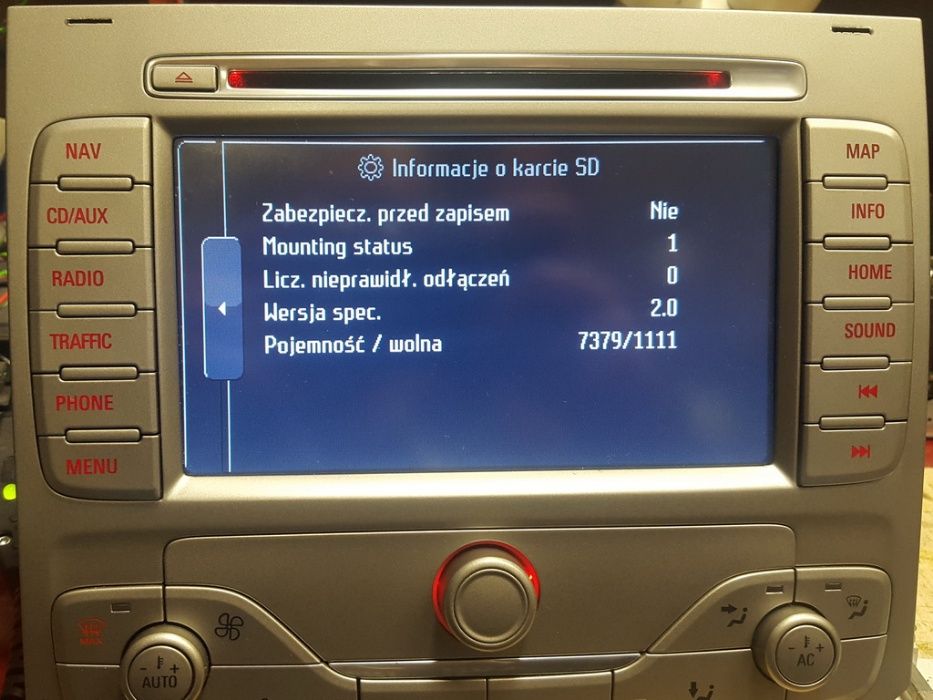 NAV
CD/AUX
RADIO
TRAFFIC
PHONE
MENU
Informacje o karcie SD
Zabezpiecz. przed zapisem Nie
Mounting status 1
Licz. nieprawidł. odłączeń 0
Wersja spec. 2.0
Pojemność / wolna 7379/1111
MAP
INFO
HOME
SOUND
MAX
- +
AUTO
- +
AC